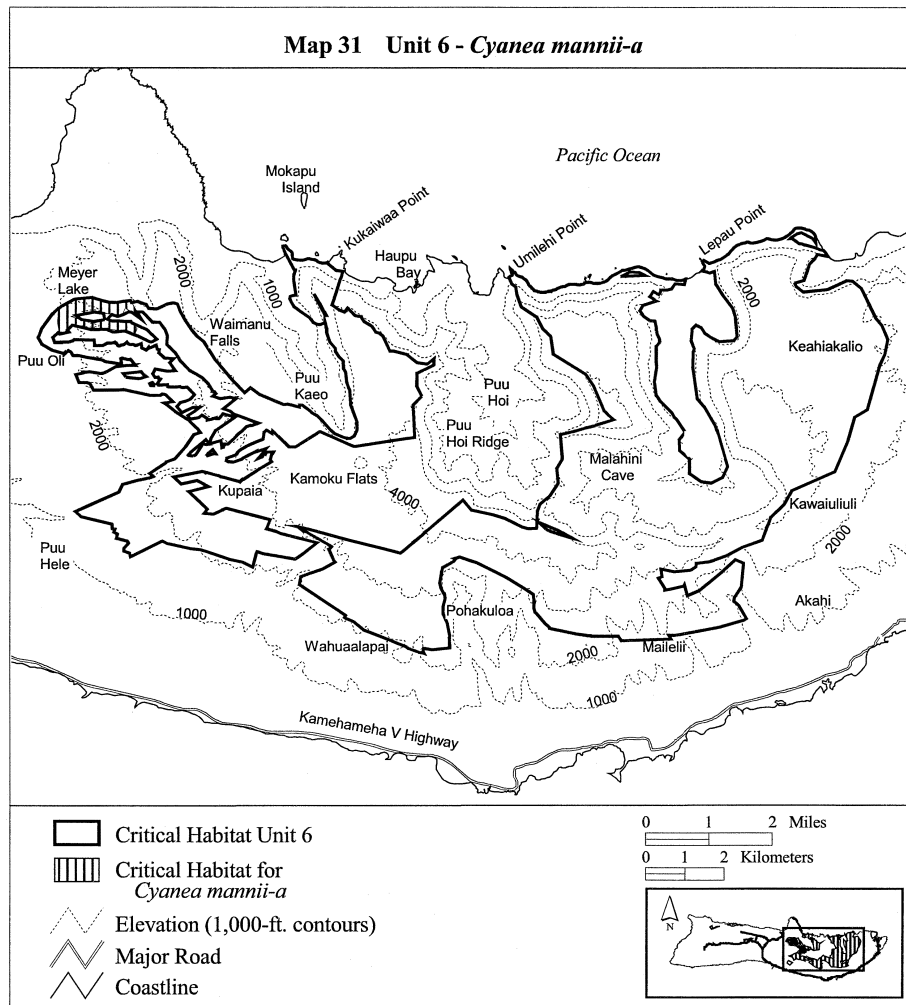 Map 31 Unit 6 - Cyanea mannii-a
Pacific Ocean
Mokapu
Island
Kukaiwaa Point
Haupu
Bay
Umilehi Point
Lepau Point
Meyer
Lake
2000
1000
2000
Waimanu
Falls
Keahiakalio
Puu Oli
Puu
Kaeo
Puu
Hoi
Puu
Hoi Ridge
2000
Malahini
Cave
Kupaia
Kamoku Flats
4000
Kawaiuliuli
2000
Puu
Hele
1000
Pohakuloa
Akahi
Wahuaalapai
2000
Mailelii
1000
Kamehameha V Highway
Critical Habitat Unit 6
Critical Habitat for
Cyanea mannii-a
Elevation (1,000-ft. contours)
Major Road
Coastline
0 1 2 Miles
0 1 2 Kilometers
N